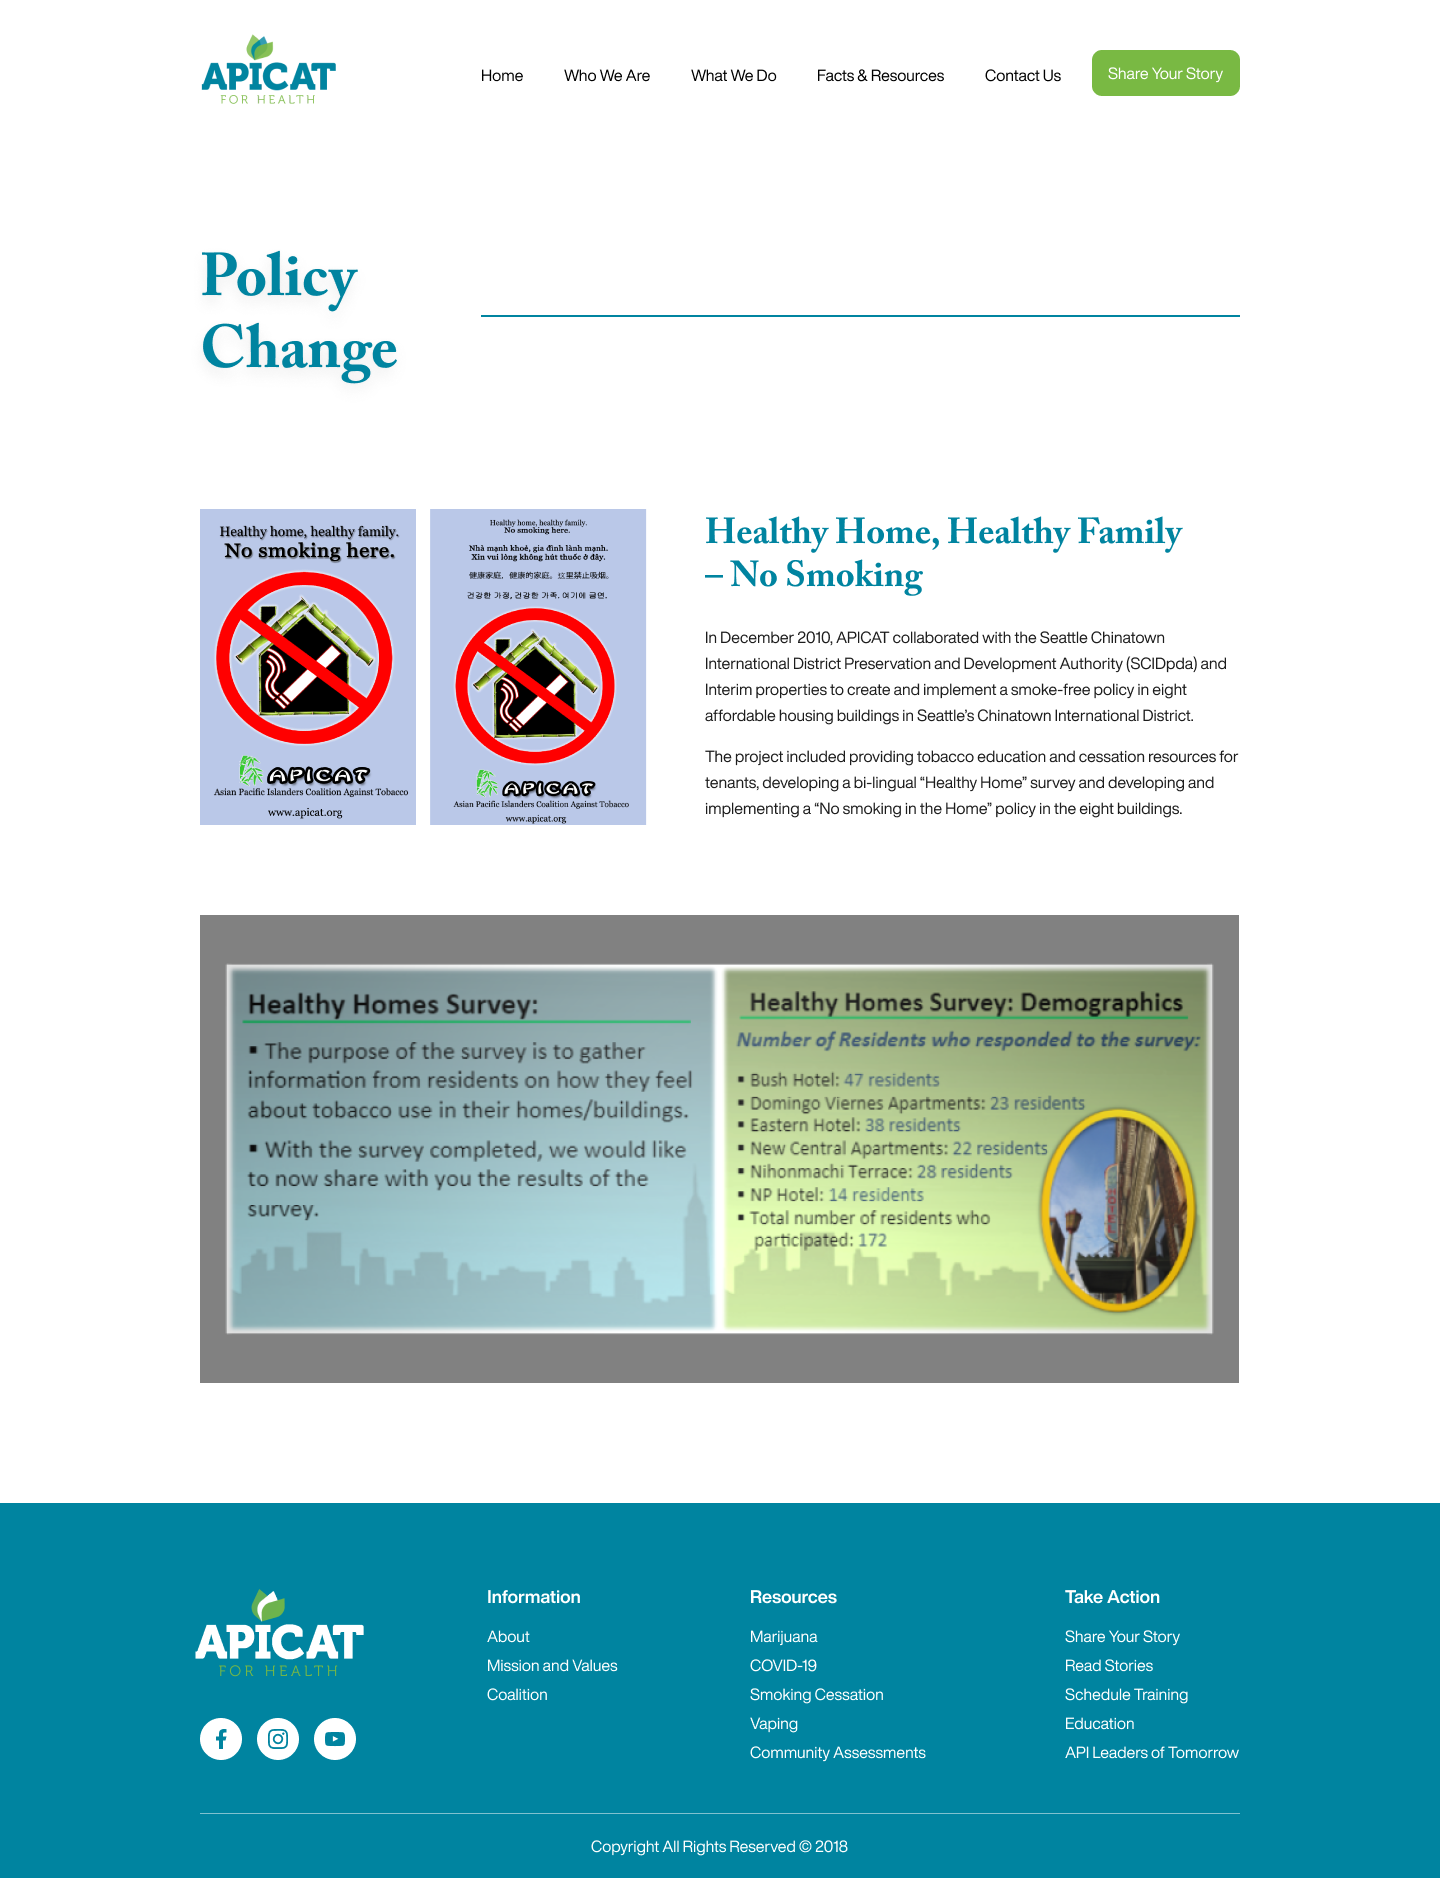 APICAT
FOR HEALTH
Home
Who We Are
What We Do
Facts & Resources
Contact Us
Share Your Story
Policy
Change
Healthy home, healthy family.
No smoking here.
APICAT
Asian Pacific Islanders Coalition Against Tobacco
www.apicat.org
Healthy home, healthy family.
No smoking here.
Nhà mạnh khoẻ, gia đình lành mạnh.
Xin vui lòng không hút thuốc ở đây.
健康家庭，健康的家庭。这里禁止吸烟。
건강한 가정, 건강한 가족. 여기에 금연.
APICAT
Asian Pacific Islanders Coalition Against Tobacco
www.apicat.org
Healthy Home, Healthy Family
– No Smoking
In December 2010, APICAT collaborated with the Seattle Chinatown
International District Preservation and Development Authority (SCIDpda) and
Interim properties to create and implement a smoke-free policy in eight
affordable housing buildings in Seattle’s Chinatown International District.
The project included providing tobacco education and cessation resources for
tenants, developing a bi-lingual “Healthy Home” survey and developing and
implementing a “No smoking in the Home” policy in the eight buildings.
Healthy Homes Survey:
▪ The purpose of the survey is to gather
information from residents on how they feel
about tobacco use in their homes/buildings.
▪ With the survey completed, we would like
to now share with you the results of the
survey.
Healthy Homes Survey: Demographics
Number of Residents who responded to the survey:
▪ Bush Hotel: 47 residents
▪ Domingo Viernes Apartments: 23 residents
▪ Eastern Hotel: 38 residents
▪ New Central Apartments: 22 residents
▪ Nihonmachi Terrace: 28 residents
▪ NP Hotel: 14 residents
▪ Total number of residents who
participated: 172
HOTEL
APICAT
FOR HEALTH
Information
About
Mission and Values
Coalition
Resources
Marijuana
COVID-19
Smoking Cessation
Vaping
Community Assessments
Take Action
Share Your Story
Read Stories
Schedule Training
Education
API Leaders of Tomorrow
Copyright All Rights Reserved © 2018